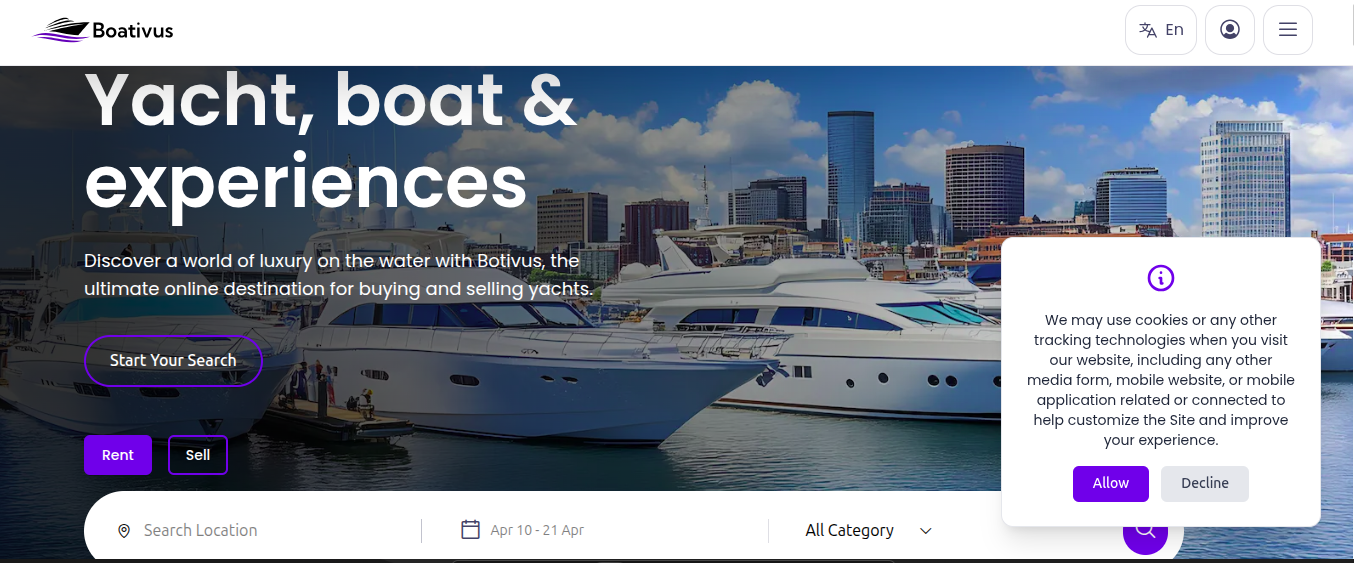 Boativus
En
Yacht, boat &
experiences
Discover a world of luxury on the water with Botivus, the
ultimate online destination for buying and selling yachts.
Start Your Search
Rent
Sell
Search Location
Apr 10 - 21 Apr
All Category
We may use cookies or any other
tracking technologies when you visit
our website, including any other
media form, mobile website, or mobile
application related or connected to
help customize the Site and improve
your experience.
Allow
Decline